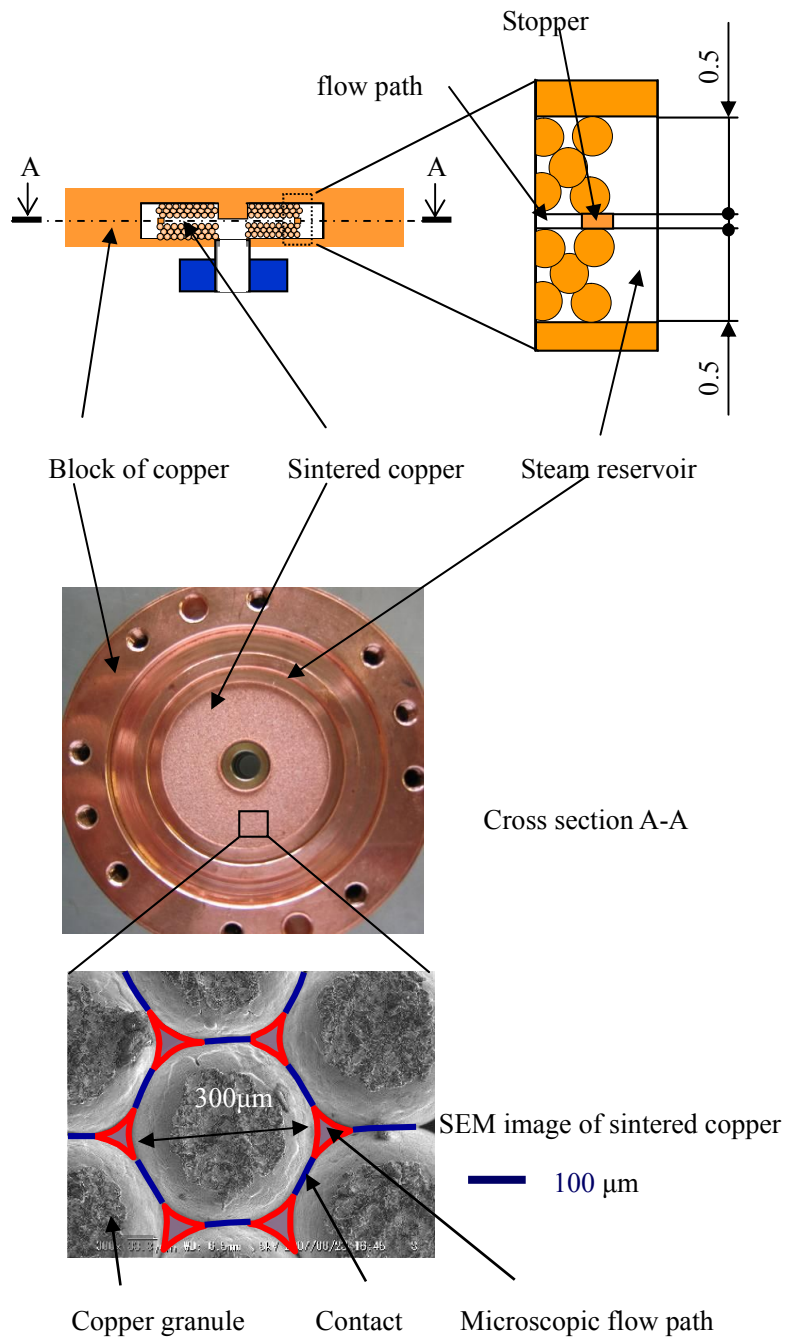 Stopper
flow path
0.5
A
A
0.5
Block of copper
Sintered copper
Steam reservoir
Cross section A-A
300μm
SEM image of sintered copper
100 μm
Copper granule
Contact
Microscopic flow path